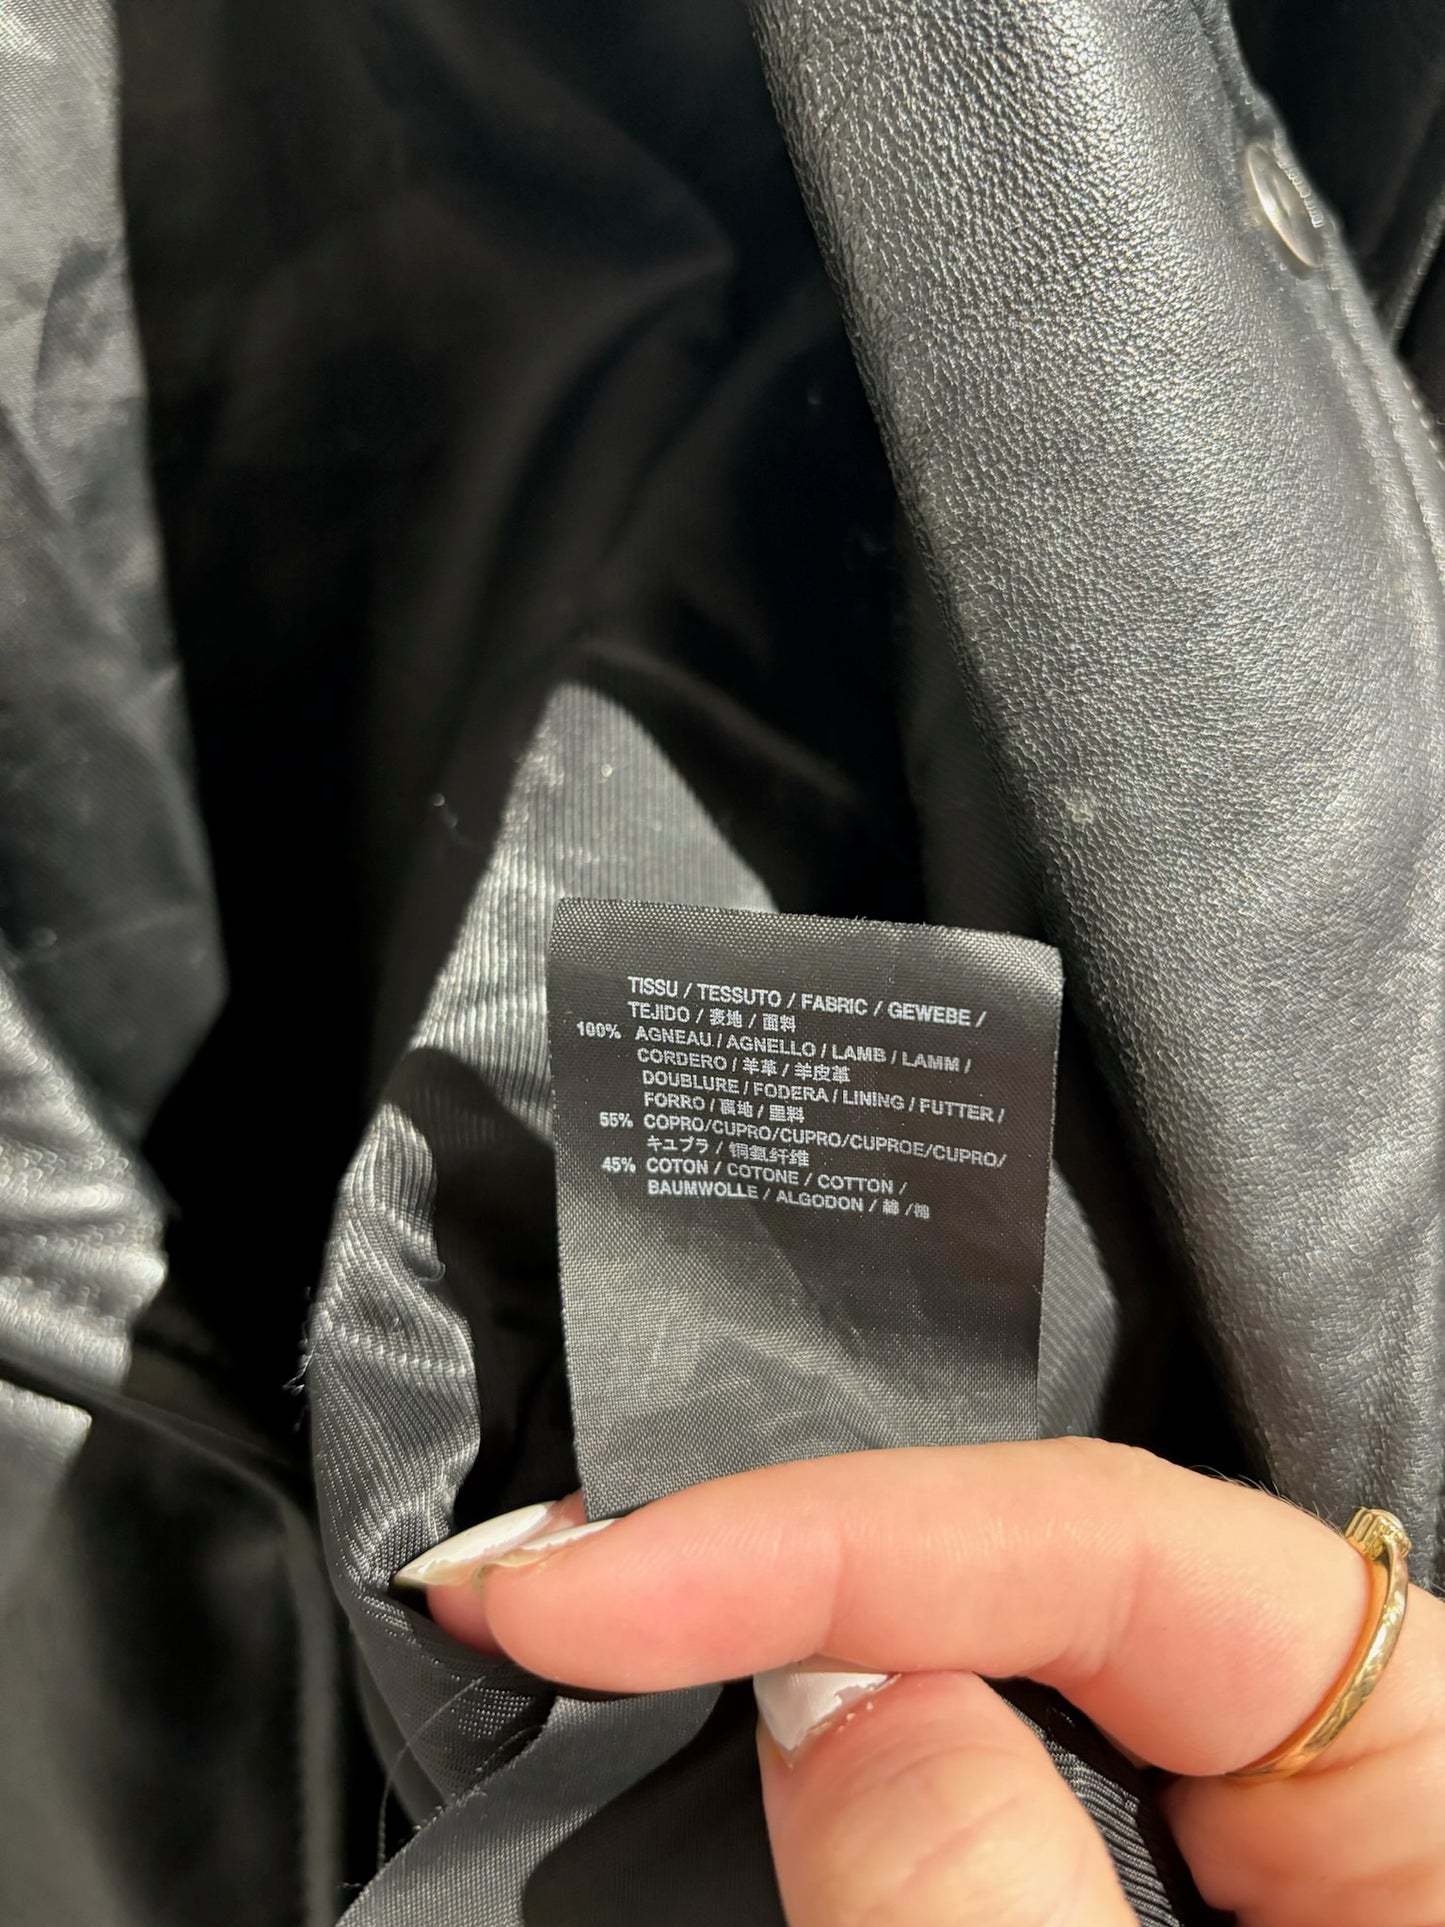 TISSU / TESSUTO / FABRIC / GEWEBE /
TEJIDO / 表地 / 面料
100% AGNEAU / AGNELLO / LAMB / LAMM /
CORDERO / 羊革 / 羊皮革
DOUBLURE / FODERA / LINING / FUTTER /
FORRO / 裏地 / 里料
55% COPRO/CUPRO/CUPRO/CUPROE/CUPRO/
キュプラ / 铜氨纤维
45% COTON / COTONE / COTTON /
BAUMWOLLE / ALGODON / 綿 / 棉